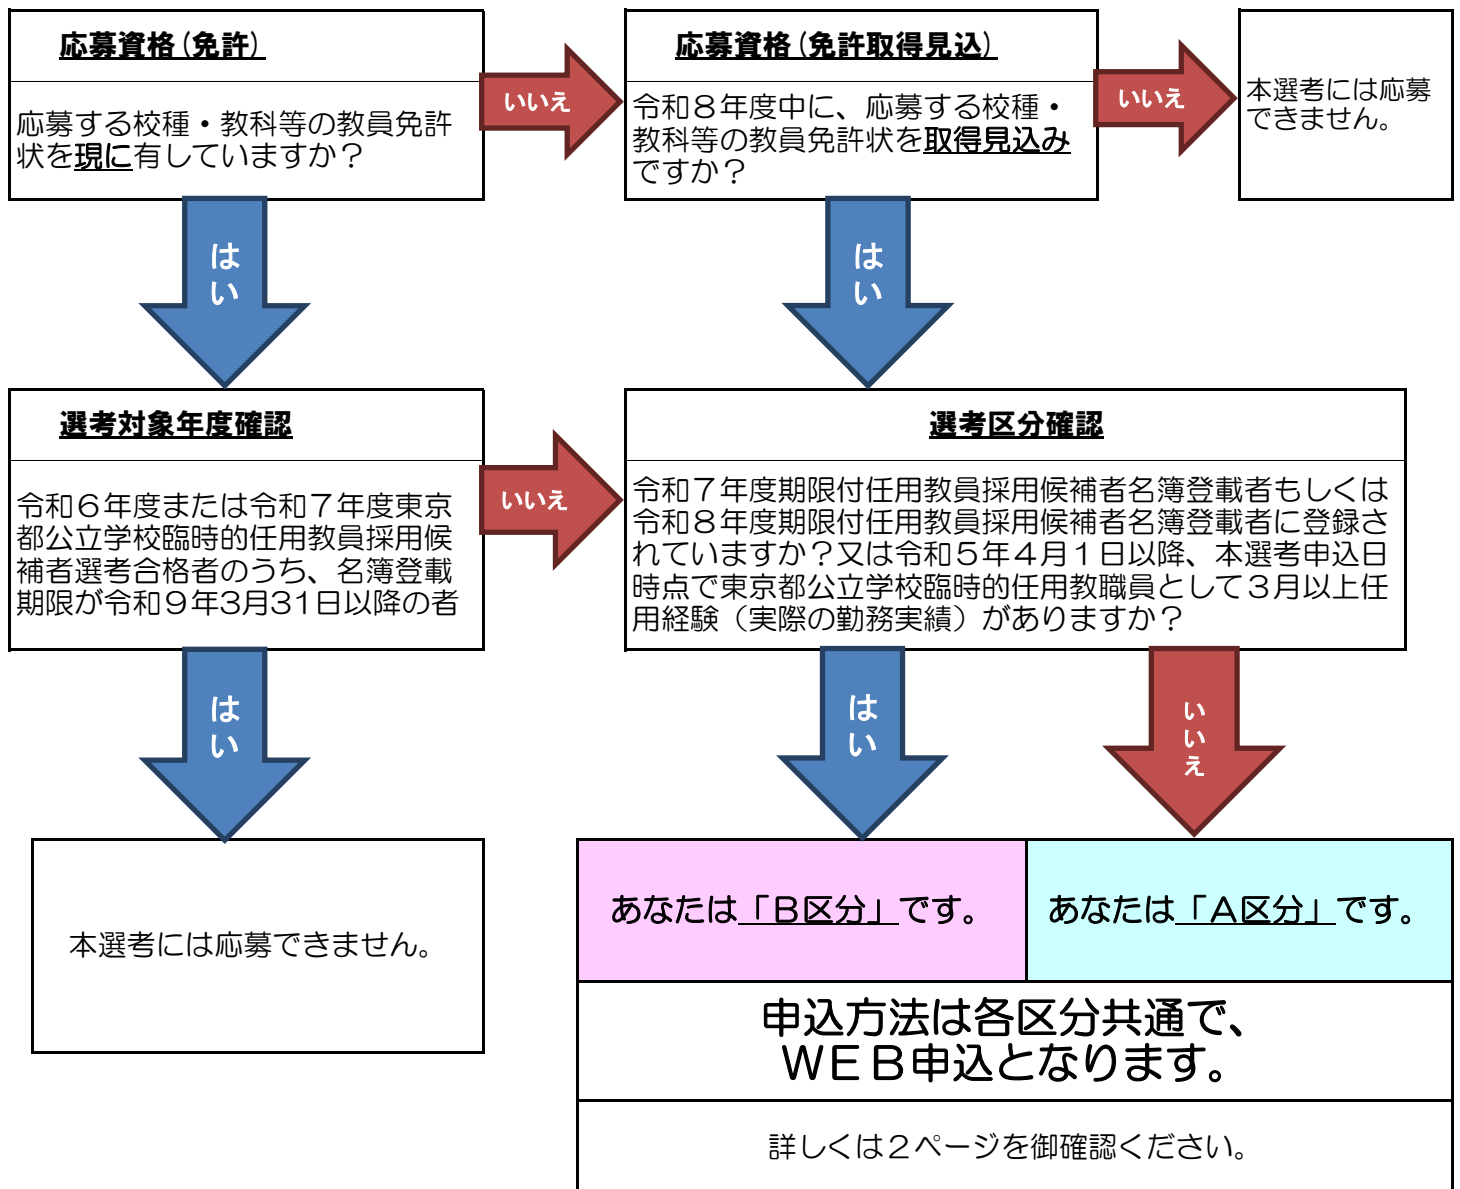 応募資格(免許)
応募する校種・教科等の教員免許
状を現に有していますか？
いいえ
応募資格(免許取得見込)
令和８年度中に、応募する校種・
教科等の教員免許状を取得見込み
ですか？
いいえ
本選考には応募
できません。
はい
はい
選考対象年度確認
令和６年度または令和７年度東京
都公立学校臨時的任用教員採用候
補者選考合格者のうち、名簿登載
期限が令和９年3月31日以降の者
いいえ
選考区分確認
令和７年度期限付任用教員採用候補者名簿登載者もしくは
令和８年度期限付任用教員採用候補者名簿登載者に登録さ
れていますか？又は令和５年４月１日以降、本選考申込日
時点で東京都公立学校臨時的任用教職員として３月以上任
用経験（実際の勤務実績）がありますか？
はい
はい
いいえ
本選考には応募できません。
あなたは「Ｂ区分」です。
あなたは「Ａ区分」です。
申込方法は各区分共通で、
ＷＥＢ申込となります。
詳しくは２ページを御確認ください。